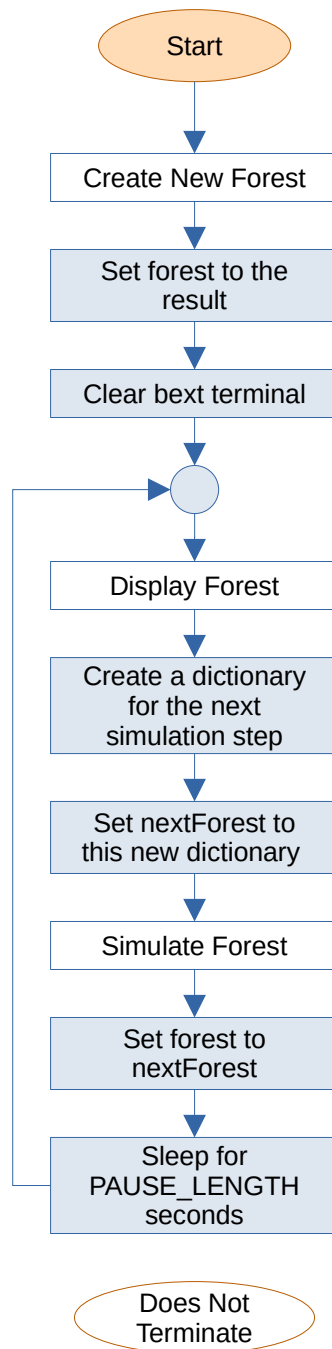 Start
Create New Forest
Set forest to the
result
Clear bext terminal
Display Forest
Create a dictionary
for the next
simulation step
Set nextForest to
this new dictionary
Simulate Forest
Set forest to
nextForest
Sleep for
PAUSE_LENGTH
seconds
Does Not
Terminate